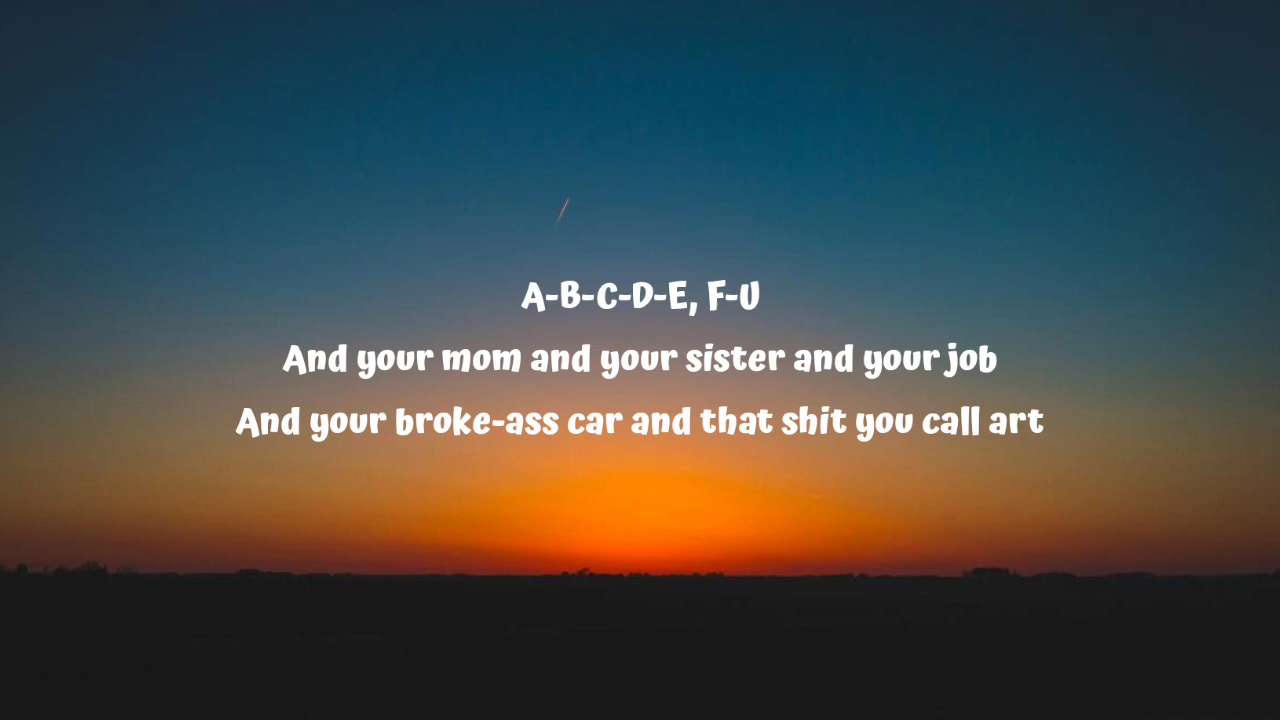 A-B-C-D-E, F-U
And your mom and your sister and your job
And your broke-ass car and that shit you call art